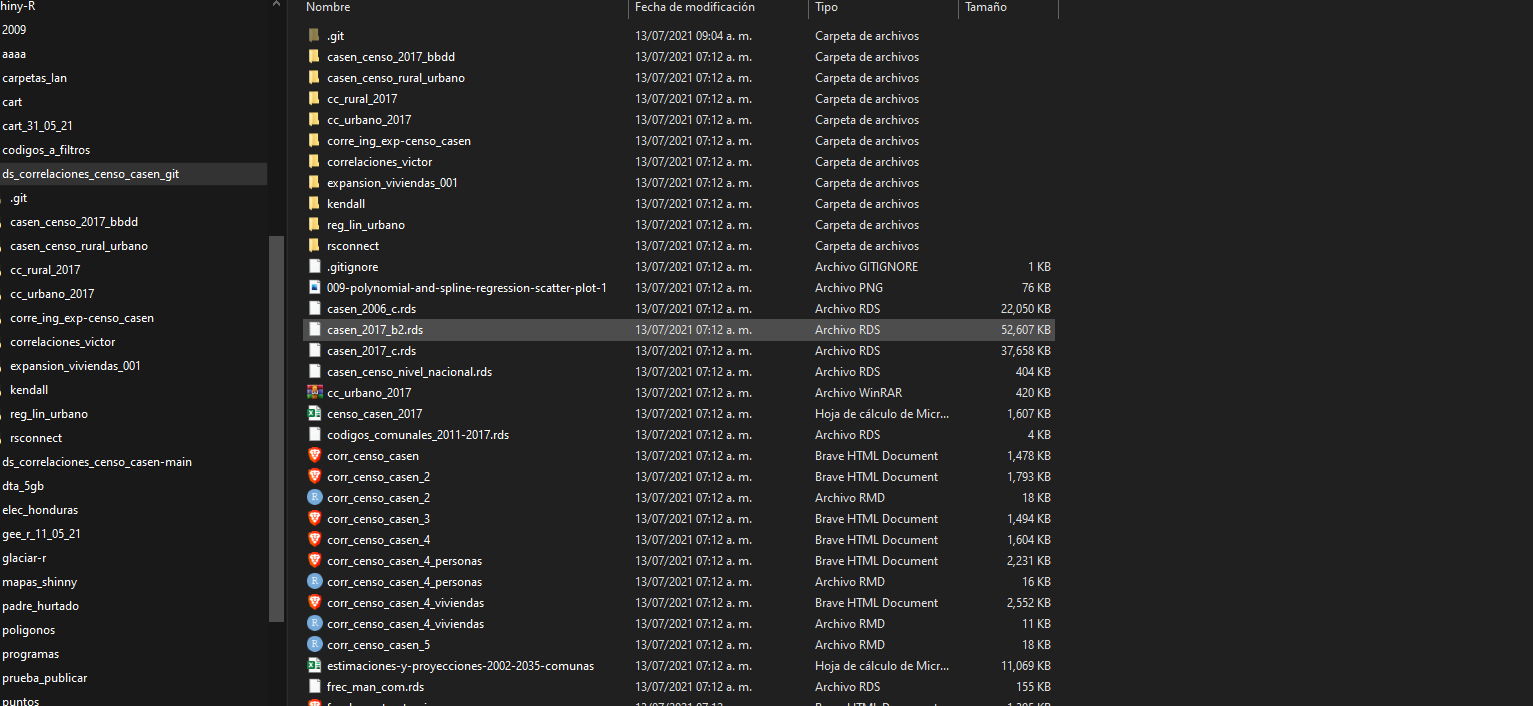 hiny-R
2009
aaaa
carpetas_lan
cart
cart_31_05_21
codigos_a_filtros
ds_correlaciones_censo_casen_git
.git
casen_censo_2017_bbdd
casen_censo_rural_urbano
cc_rural_2017
cc_urbano_2017
corre_ing_exp-censo_casen
correlaciones_victor
expansion_viviendas_001
kendall
reg_lin_urbano
rsconnect
ds_correlaciones_censo_casen-main
dta_5gb
elec_honduras
gee_r_11_05_21
glaciar-r
mapas_shinny
padre_hurtado
poligonos
programas
prueba_publicar
puntos
Nombre Fecha de modificación Tipo Tamaño
.git 13/07/2021 09:04 a. m. Carpeta de archivos
casen_censo_2017_bbdd 13/07/2021 07:12 a. m. Carpeta de archivos
casen_censo_rural_urbano 13/07/2021 07:12 a. m. Carpeta de archivos
cc_rural_2017 13/07/2021 07:12 a. m. Carpeta de archivos
cc_urbano_2017 13/07/2021 07:12 a. m. Carpeta de archivos
corre_ing_exp-censo_casen 13/07/2021 07:12 a. m. Carpeta de archivos
correlaciones_victor 13/07/2021 07:12 a. m. Carpeta de archivos
expansion_viviendas_001 13/07/2021 07:12 a. m. Carpeta de archivos
kendall 13/07/2021 07:12 a. m. Carpeta de archivos
reg_lin_urbano 13/07/2021 07:12 a. m. Carpeta de archivos
rsconnect 13/07/2021 07:12 a. m. Carpeta de archivos
.gitignore 13/07/2021 07:12 a. m. Archivo GITIGNORE 1 KB
009-polynomial-and-spline-regression-scatter-plot-1 13/07/2021 07:12 a. m. Archivo PNG 76 KB
casen_2006_c.rds 13/07/2021 07:12 a. m. Archivo RDS 22,050 KB
casen_2017_b2.rds 13/07/2021 07:12 a. m. Archivo RDS 52,607 KB
casen_2017_c.rds 13/07/2021 07:12 a. m. Archivo RDS 37,658 KB
casen_censo_nivel_nacional.rds 13/07/2021 07:12 a. m. Archivo RDS 404 KB
cc_urbano_2017 13/07/2021 07:12 a. m. Archivo WinRAR 420 KB
censo_casen_2017 13/07/2021 07:12 a. m. Hoja de cálculo de Micr... 1,607 KB
codigos_comunales_2011-2017.rds 13/07/2021 07:12 a. m. Archivo RDS 4 KB
corr_censo_casen 13/07/2021 07:12 a. m. Brave HTML Document 1,478 KB
corr_censo_casen_2 13/07/2021 07:12 a. m. Brave HTML Document 1,793 KB
corr_censo_casen_2 13/07/2021 07:12 a. m. Archivo RMD 18 KB
corr_censo_casen_3 13/07/2021 07:12 a. m. Brave HTML Document 1,494 KB
corr_censo_casen_4 13/07/2021 07:12 a. m. Brave HTML Document 1,604 KB
corr_censo_casen_4_personas 13/07/2021 07:12 a. m. Brave HTML Document 2,231 KB
corr_censo_casen_4_personas 13/07/2021 07:12 a. m. Archivo RMD 16 KB
corr_censo_casen_4_viviendas 13/07/2021 07:12 a. m. Brave HTML Document 2,552 KB
corr_censo_casen_4_viviendas 13/07/2021 07:12 a. m. Archivo RMD 11 KB
corr_censo_casen_5 13/07/2021 07:12 a. m. Archivo RMD 18 KB
estimaciones-y-proyecciones-2002-2035-comunas 13/07/2021 07:12 a. m. Hoja de cálculo de Micr... 11,069 KB
frec_man_com.rds 13/07/2021 07:12 a. m. Archivo RDS 155 KB